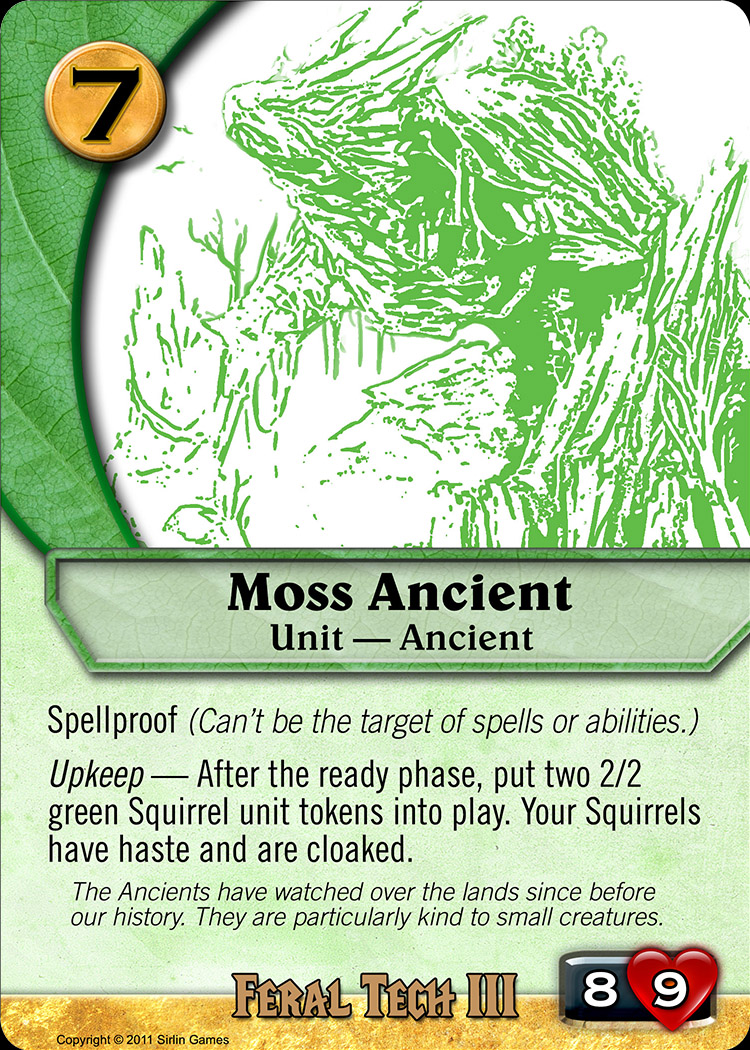 7
Moss Ancient
Unit — Ancient
Spellproof (Can't be the target of spells or abilities.)
Upkeep — After the ready phase, put two 2/2
green Squirrel unit tokens into play. Your Squirrels
have haste and are cloaked.
The Ancients have watched over the lands since before
our history. They are particularly kind to small creatures.
Feral Tech III
8 9
Copyright © 2011 Sirlin Games